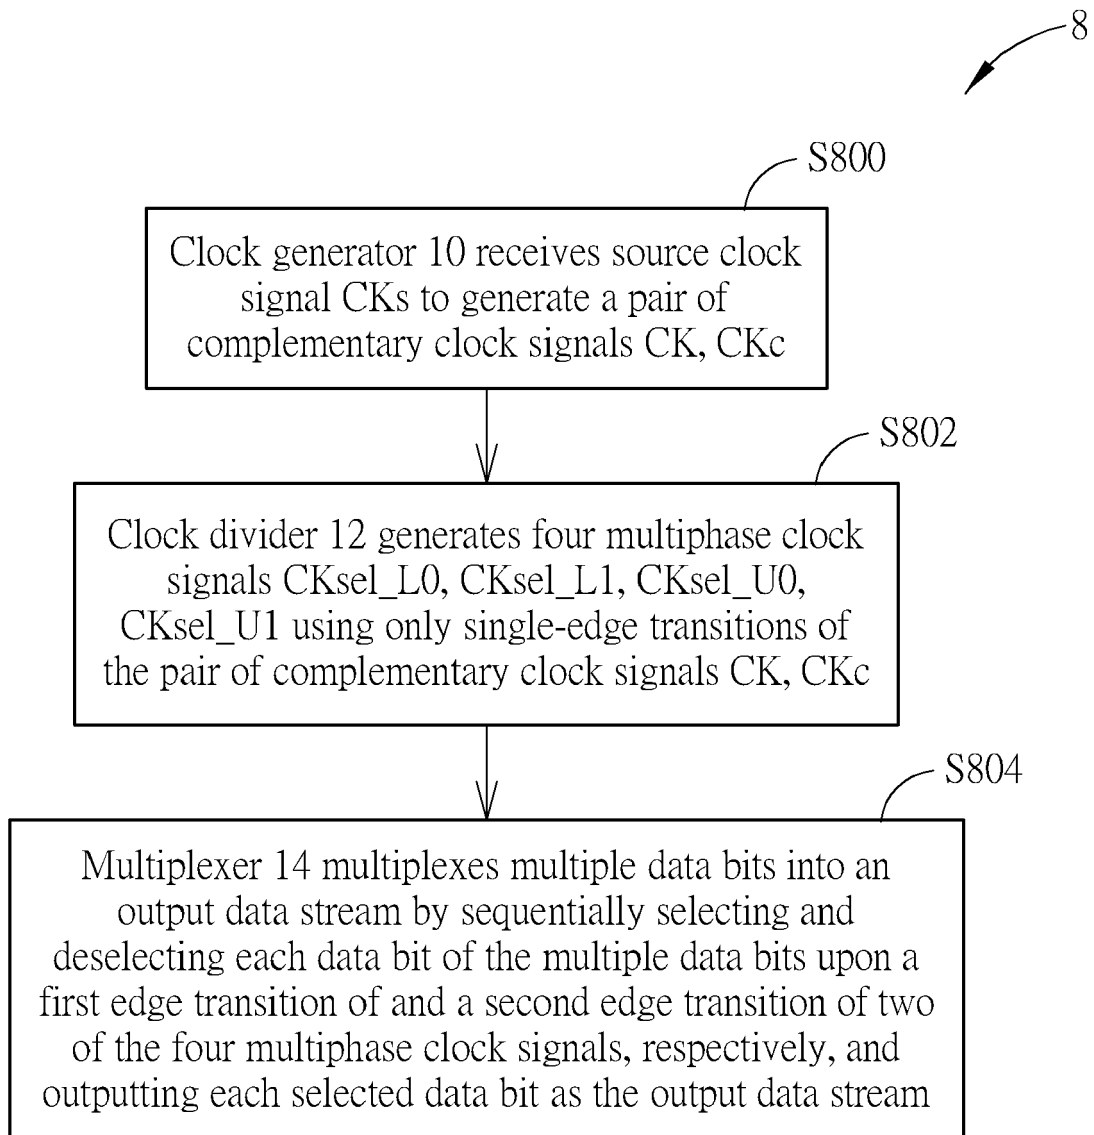 8
S800
Clock generator 10 receives source clock
signal CKs to generate a pair of
complementary clock signals CK, CKc
S802
Clock divider 12 generates four multiphase clock
signals CKsel_L0, CKsel_L1, CKsel_U0,
CKsel_U1 using only single-edge transitions of
the pair of complementary clock signals CK, CKc
S804
Multiplexer 14 multiplexes multiple data bits into an
output data stream by sequentially selecting and
deselecting each data bit of the multiple data bits upon a
first edge transition of and a second edge transition of two
of the four multiphase clock signals, respectively, and
outputting each selected data bit as the output data stream